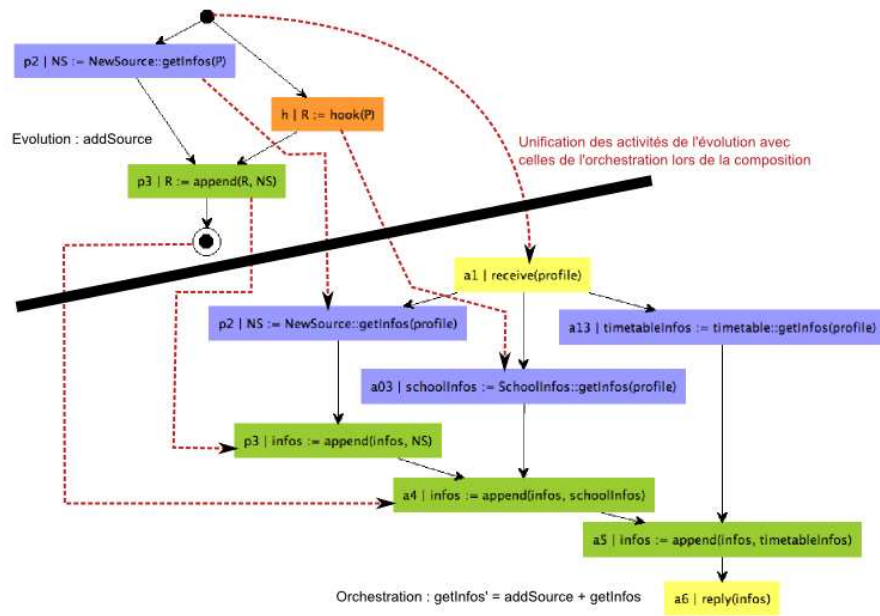 p2 | NS := NewSource::getInfos(P)
h | R := hook(P)
Evolution : addSource
Unification des activités de l'évolution avec
celles de l'orchestration lors de la composition
p3 | R := append(R, NS)
a1 | receive(profile)
p2 | NS := NewSource::getInfos(profile)
a13 | timetableInfos := timetable::getInfos(profile)
a03 | schoolInfos := SchoolInfos::getInfos(profile)
p3 | infos := append(infos, NS)
a4 | infos := append(infos, schoolInfos)
a5 | infos := append(infos, timetableInfos)
Orchestration : getInfos' = addSource + getInfos
a6 | reply(infos)